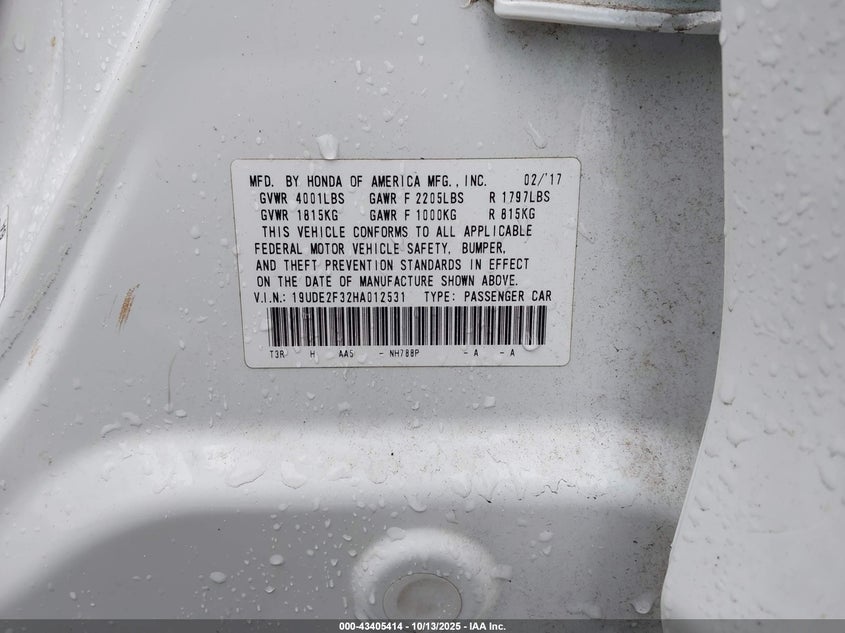 MFD. BY HONDA OF AMERICA MFG., INC. 02/'17
GVWR 4001LBS GAWR F 2205LBS R 1797LBS
GVWR 1815KG GAWR F 1000KG R 815KG
THIS VEHICLE CONFORMS TO ALL APPLICABLE
FEDERAL MOTOR VEHICLE SAFETY, BUMPER,
AND THEFT PREVENTION STANDARDS IN EFFECT
ON THE DATE OF MANUFACTURE SHOWN ABOVE.
V.I.N.: 19UDE2F32HA012531 TYPE: PASSENGER CAR
T3R H AA5 - NH788P - A - A
000-43405414 | 10/13/2025 - IAA Inc.